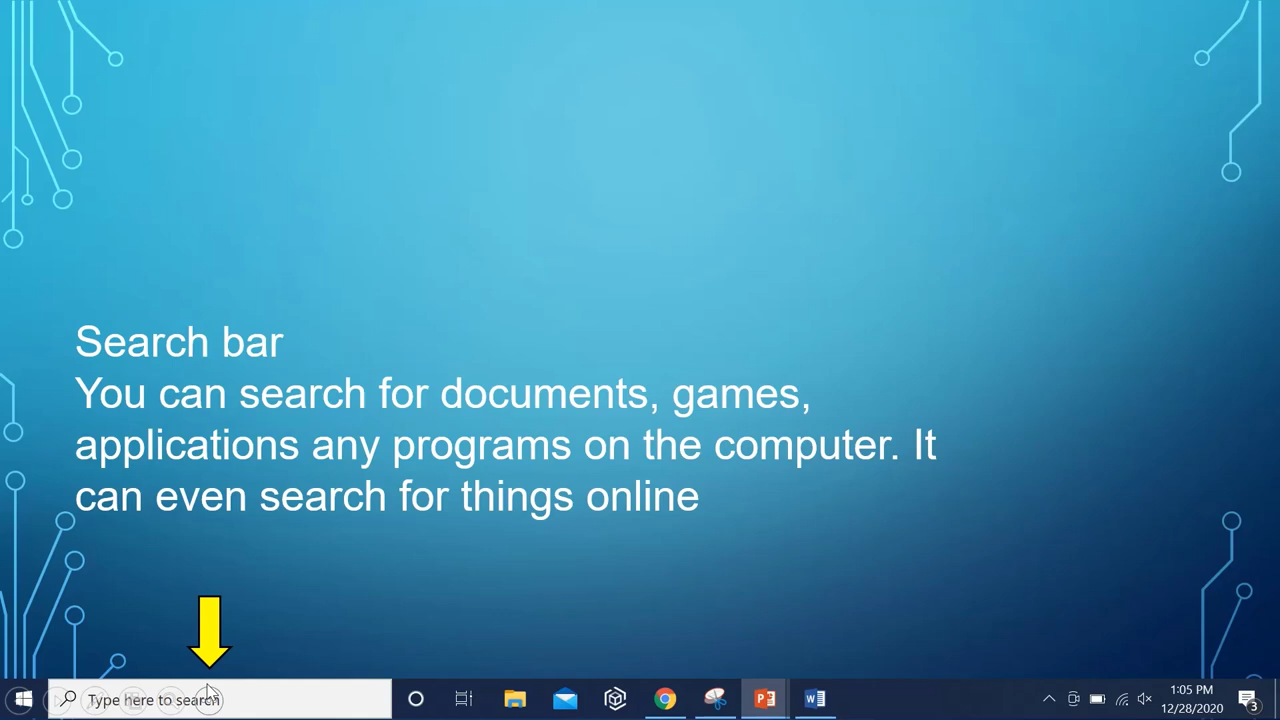 Search bar
You can search for documents, games,
applications any programs on the computer. It
can even search for things online
Type here to search
1:05 PM
12/28/2020
3